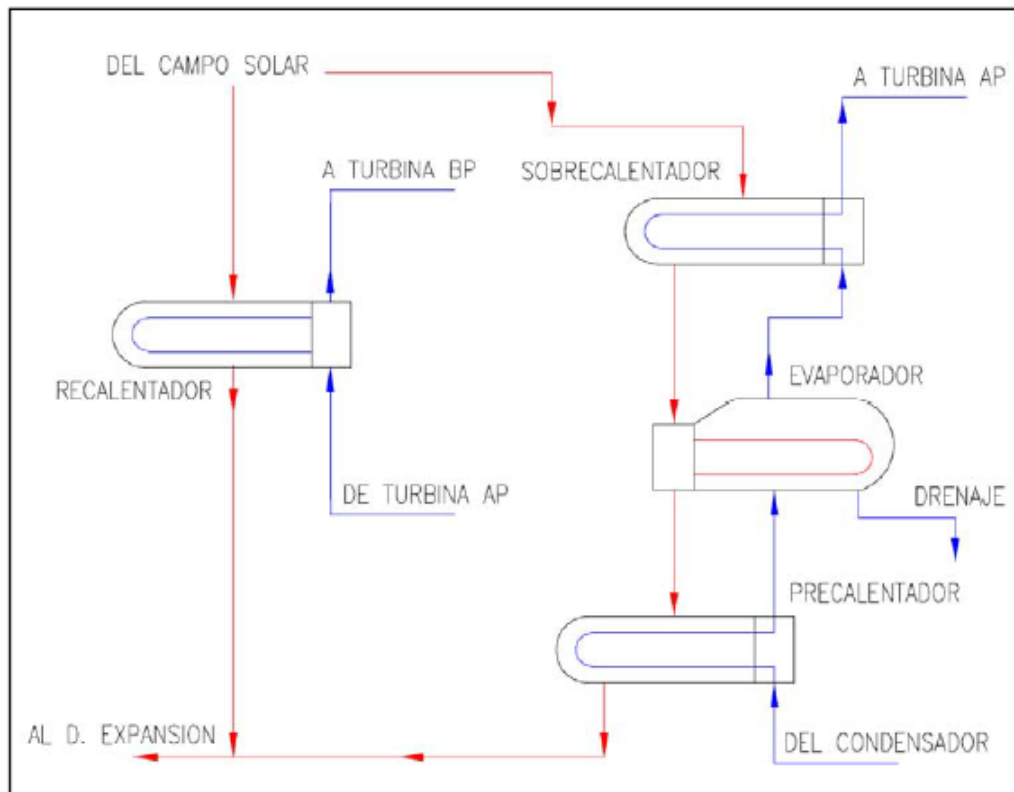 DEL CAMPO SOLAR
A TURBINA AP
A TURBINA BP
SOBRECALENTADOR
RECALENTADOR
EVAPORADOR
DE TURBINA AP
DRENAJE
PRECALENTADOR
AL D. EXPANSION
DEL CONDENSADOR